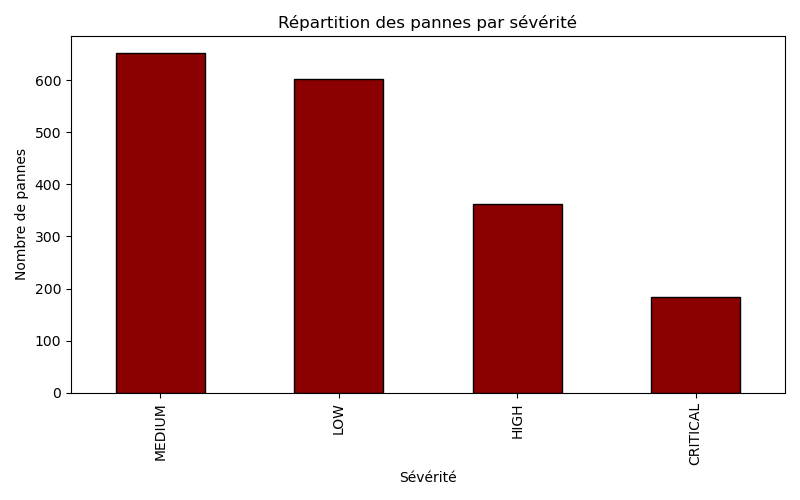 Répartition des pannes par sévérité
Nombre de pannes
600
500
400
300
200
100
0
MEDIUM
LOW
HIGH
CRITICAL
Sévérité